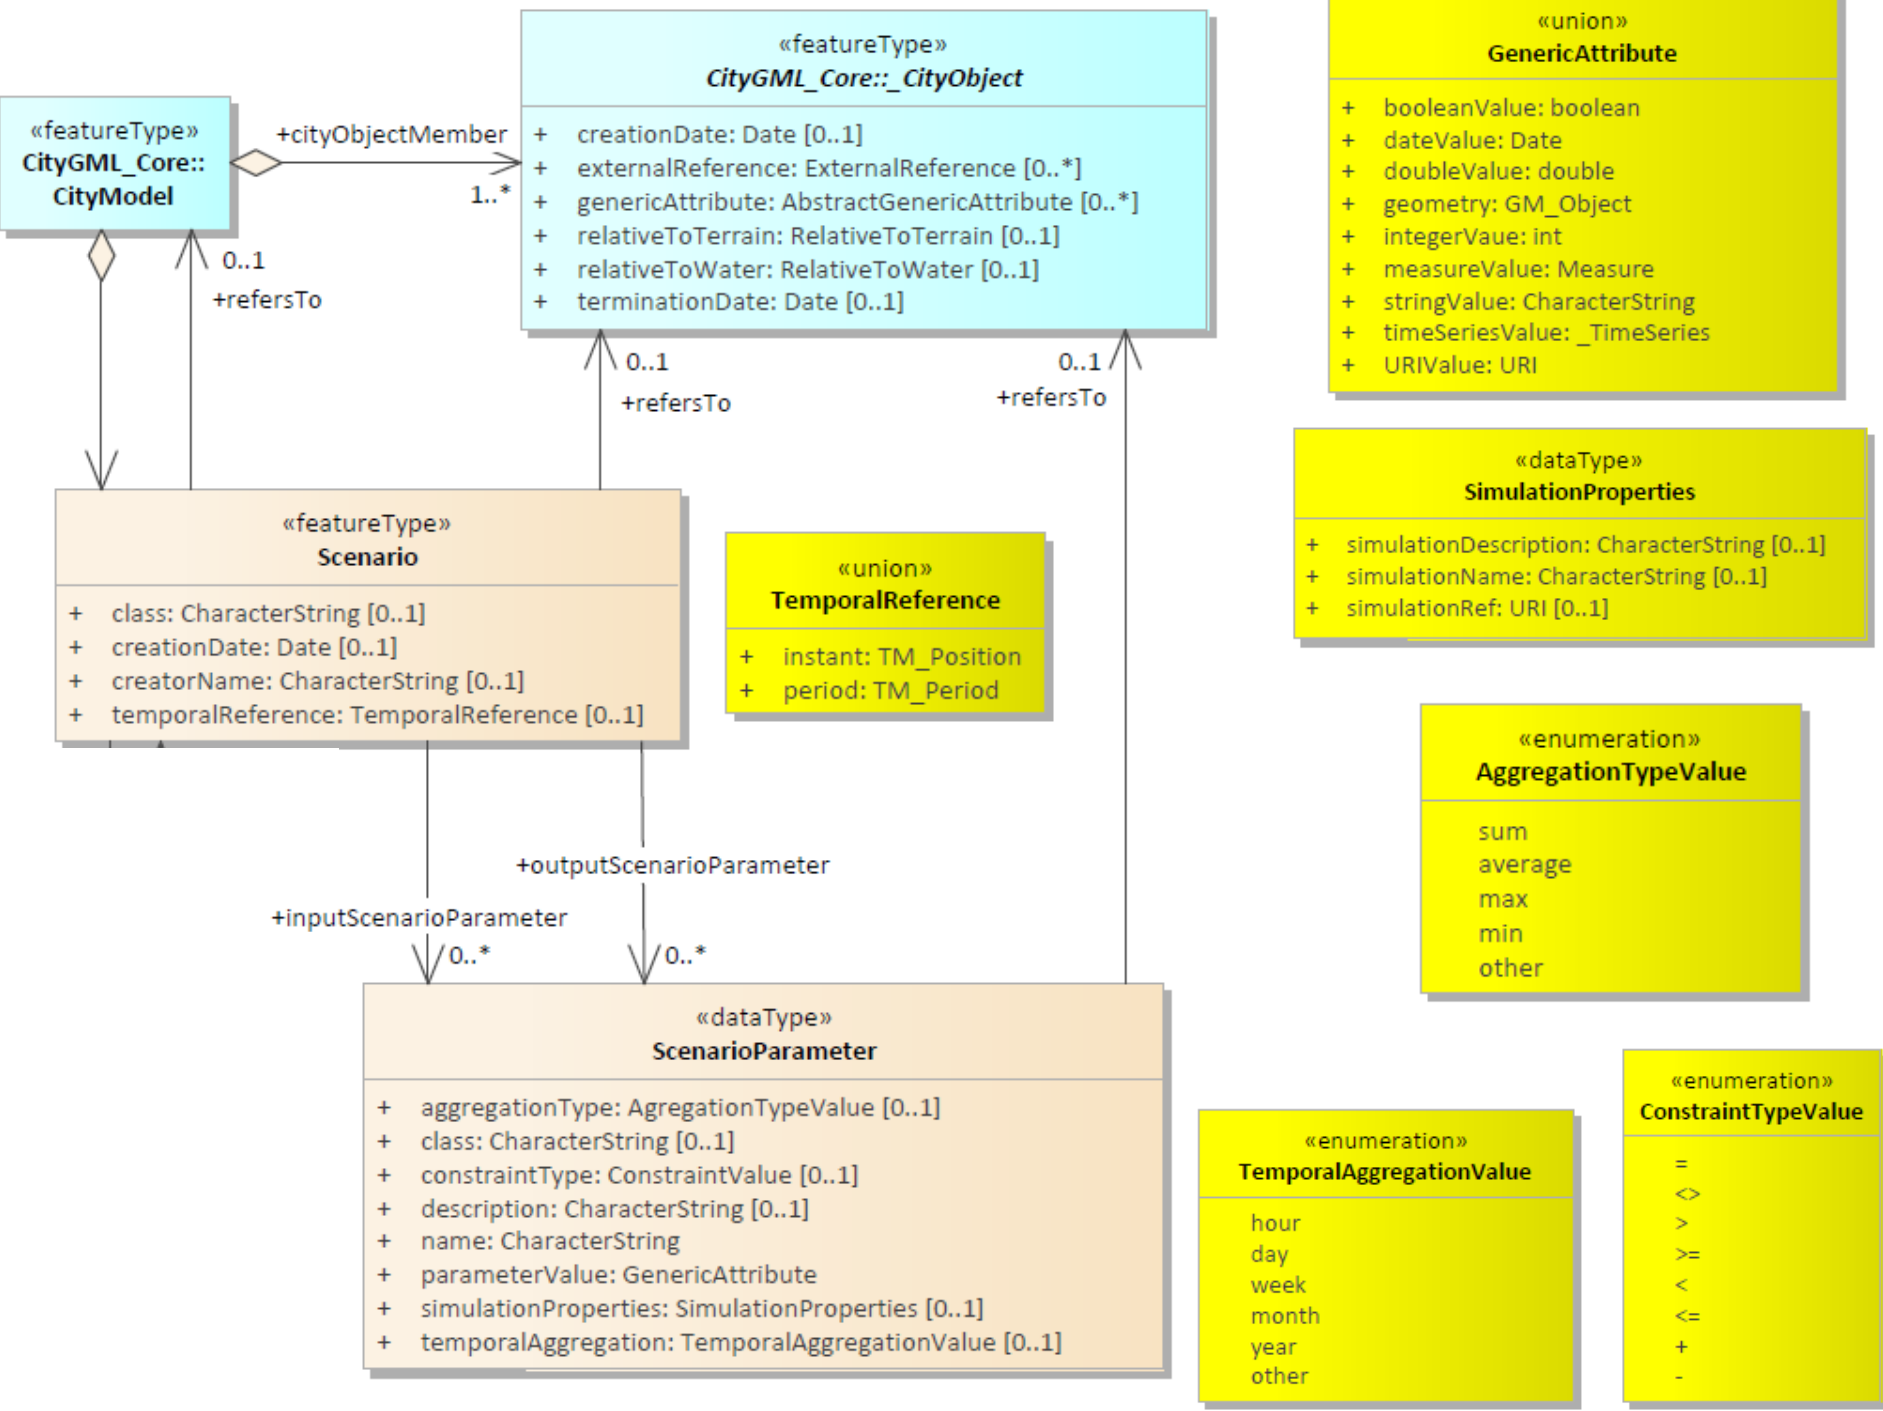 «featureType»
CityGML_Core::
CityModel
+cityObjectMember
1..*
«featureType»
CityGML_Core::_CityObject
+ creationDate: Date [0..1]
+ externalReference: ExternalReference [0..*]
+ genericAttribute: AbstractGenericAttribute [0..*]
+ relativeToTerrain: RelativeToTerrain [0..1]
+ relativeToWater: RelativeToWater [0..1]
+ terminationDate: Date [0..1]
«union»
GenericAttribute
+ booleanValue: boolean
+ dateValue: Date
+ doubleValue: double
+ geometry: GM_Object
+ integerVaue: int
+ measureValue: Measure
+ stringValue: CharacterString
+ timeSeriesValue: _TimeSeries
+ URIValue: URI
0..1
+refersTo
0..1
+refersTo
0..1
+refersTo
«dataType»
SimulationProperties
+ simulationDescription: CharacterString [0..1]
+ simulationName: CharacterString [0..1]
+ simulationRef: URI [0..1]
«featureType»
Scenario
+ class: CharacterString [0..1]
+ creationDate: Date [0..1]
+ creatorName: CharacterString [0..1]
+ temporalReference: TemporalReference [0..1]
«union»
TemporalReference
+ instant: TM_Position
+ period: TM_Period
«enumeration»
AggregationTypeValue
sum
average
max
min
other
+outputScenarioParameter
+inputScenarioParameter
0..*
0..*
«dataType»
ScenarioParameter
+ aggregationType: AgregationTypeValue [0..1]
+ class: CharacterString [0..1]
+ constraintType: ConstraintValue [0..1]
+ description: CharacterString [0..1]
+ name: CharacterString
+ parameterValue: GenericAttribute
+ simulationProperties: SimulationProperties [0..1]
+ temporalAggregation: TemporalAggregationValue [0..1]
«enumeration»
TemporalAggregationValue
hour
day
week
month
year
other
«enumeration»
ConstraintTypeValue
=
<>
>
>=
<
<=
+
-